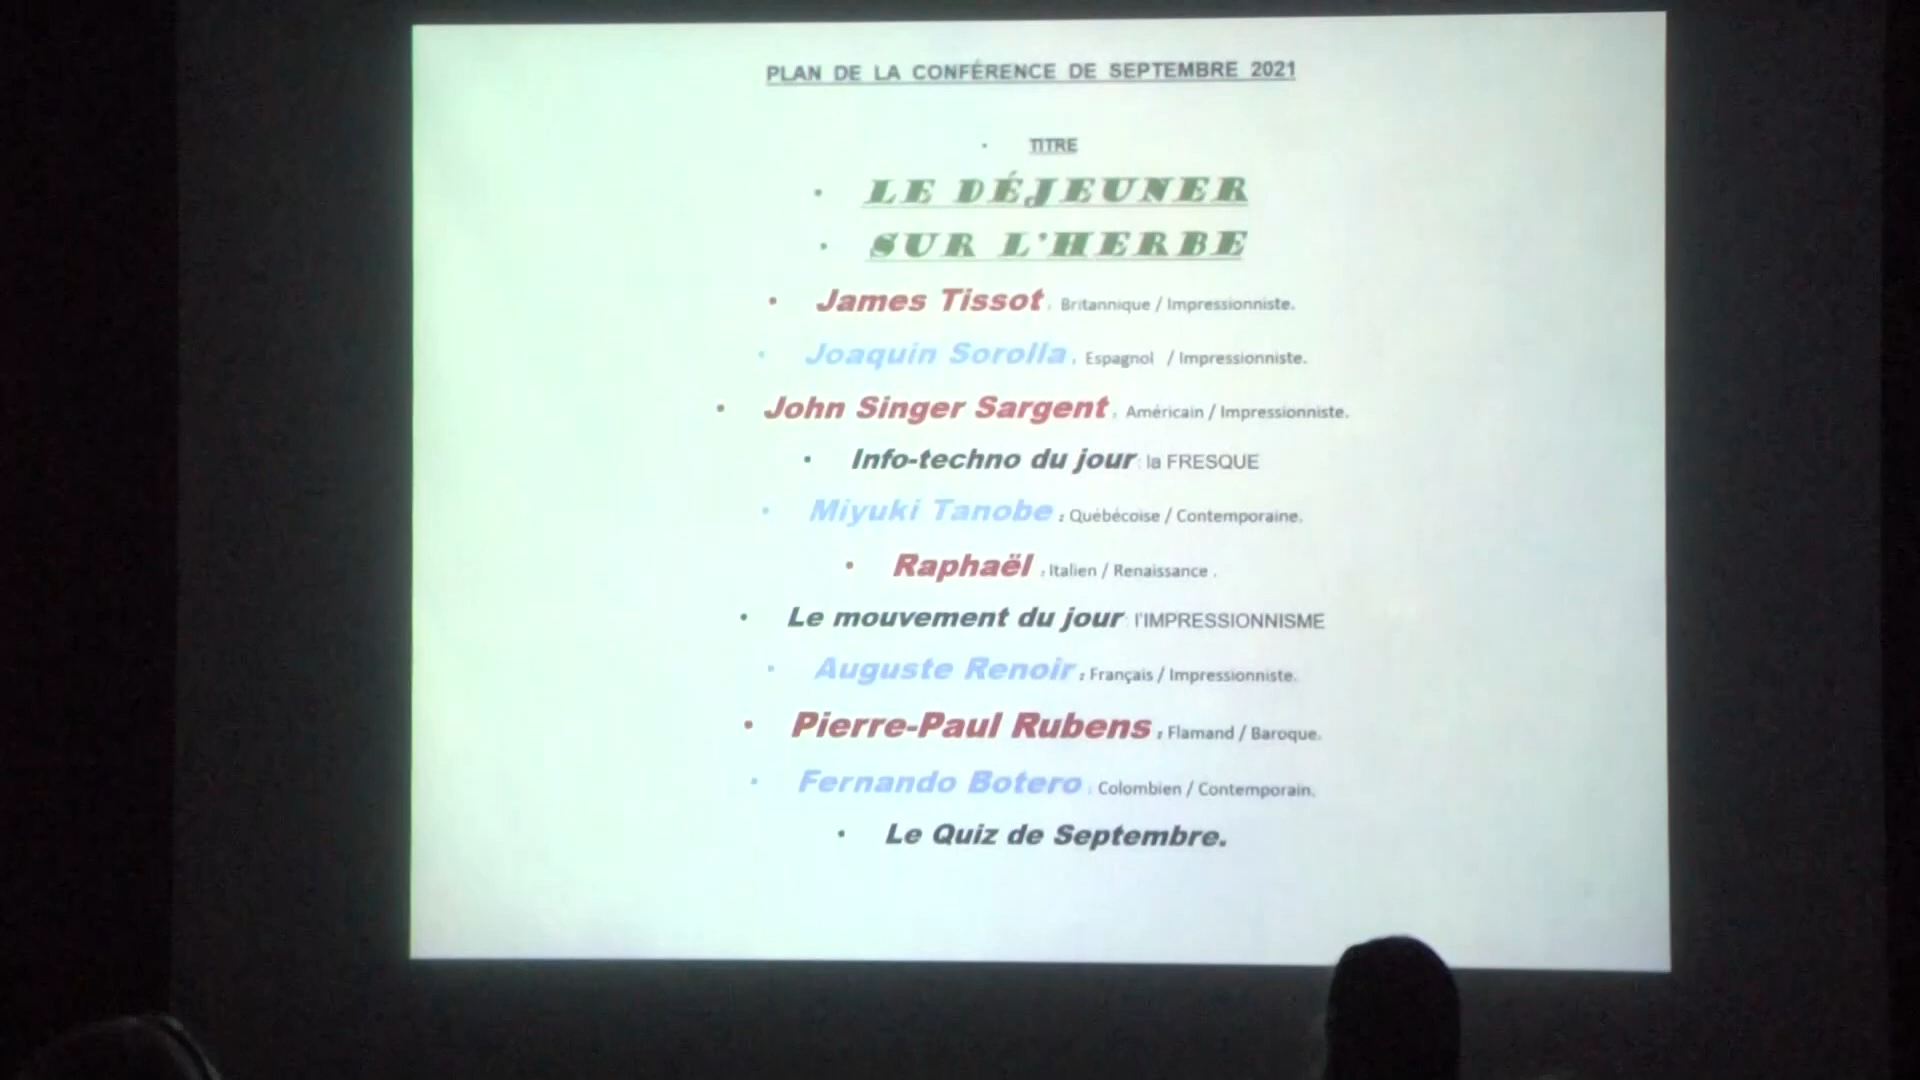 PLAN DE LA CONFÉRENCE DE SEPTEMBRE 2021
• TITRE
• LE DÉJEUNER
• SUR L'HERBE
• James Tissot, Britannique / Impressionniste.
• Joaquin Sorolla, Espagnol / Impressionniste.
• John Singer Sargent, Américain / Impressionniste.
• Info-techno du jour: la FRESQUE
• Miyuki Tanobe, Québécoise / Contemporaine.
• Raphaël, Italien / Renaissance.
• Le mouvement du jour: l'IMPRESSIONNISME
• Auguste Renoir, Français / Impressionniste.
• Pierre-Paul Rubens, Flamand / Baroque.
• Fernando Botero, Colombien / Contemporain.
• Le Quiz de Septembre.